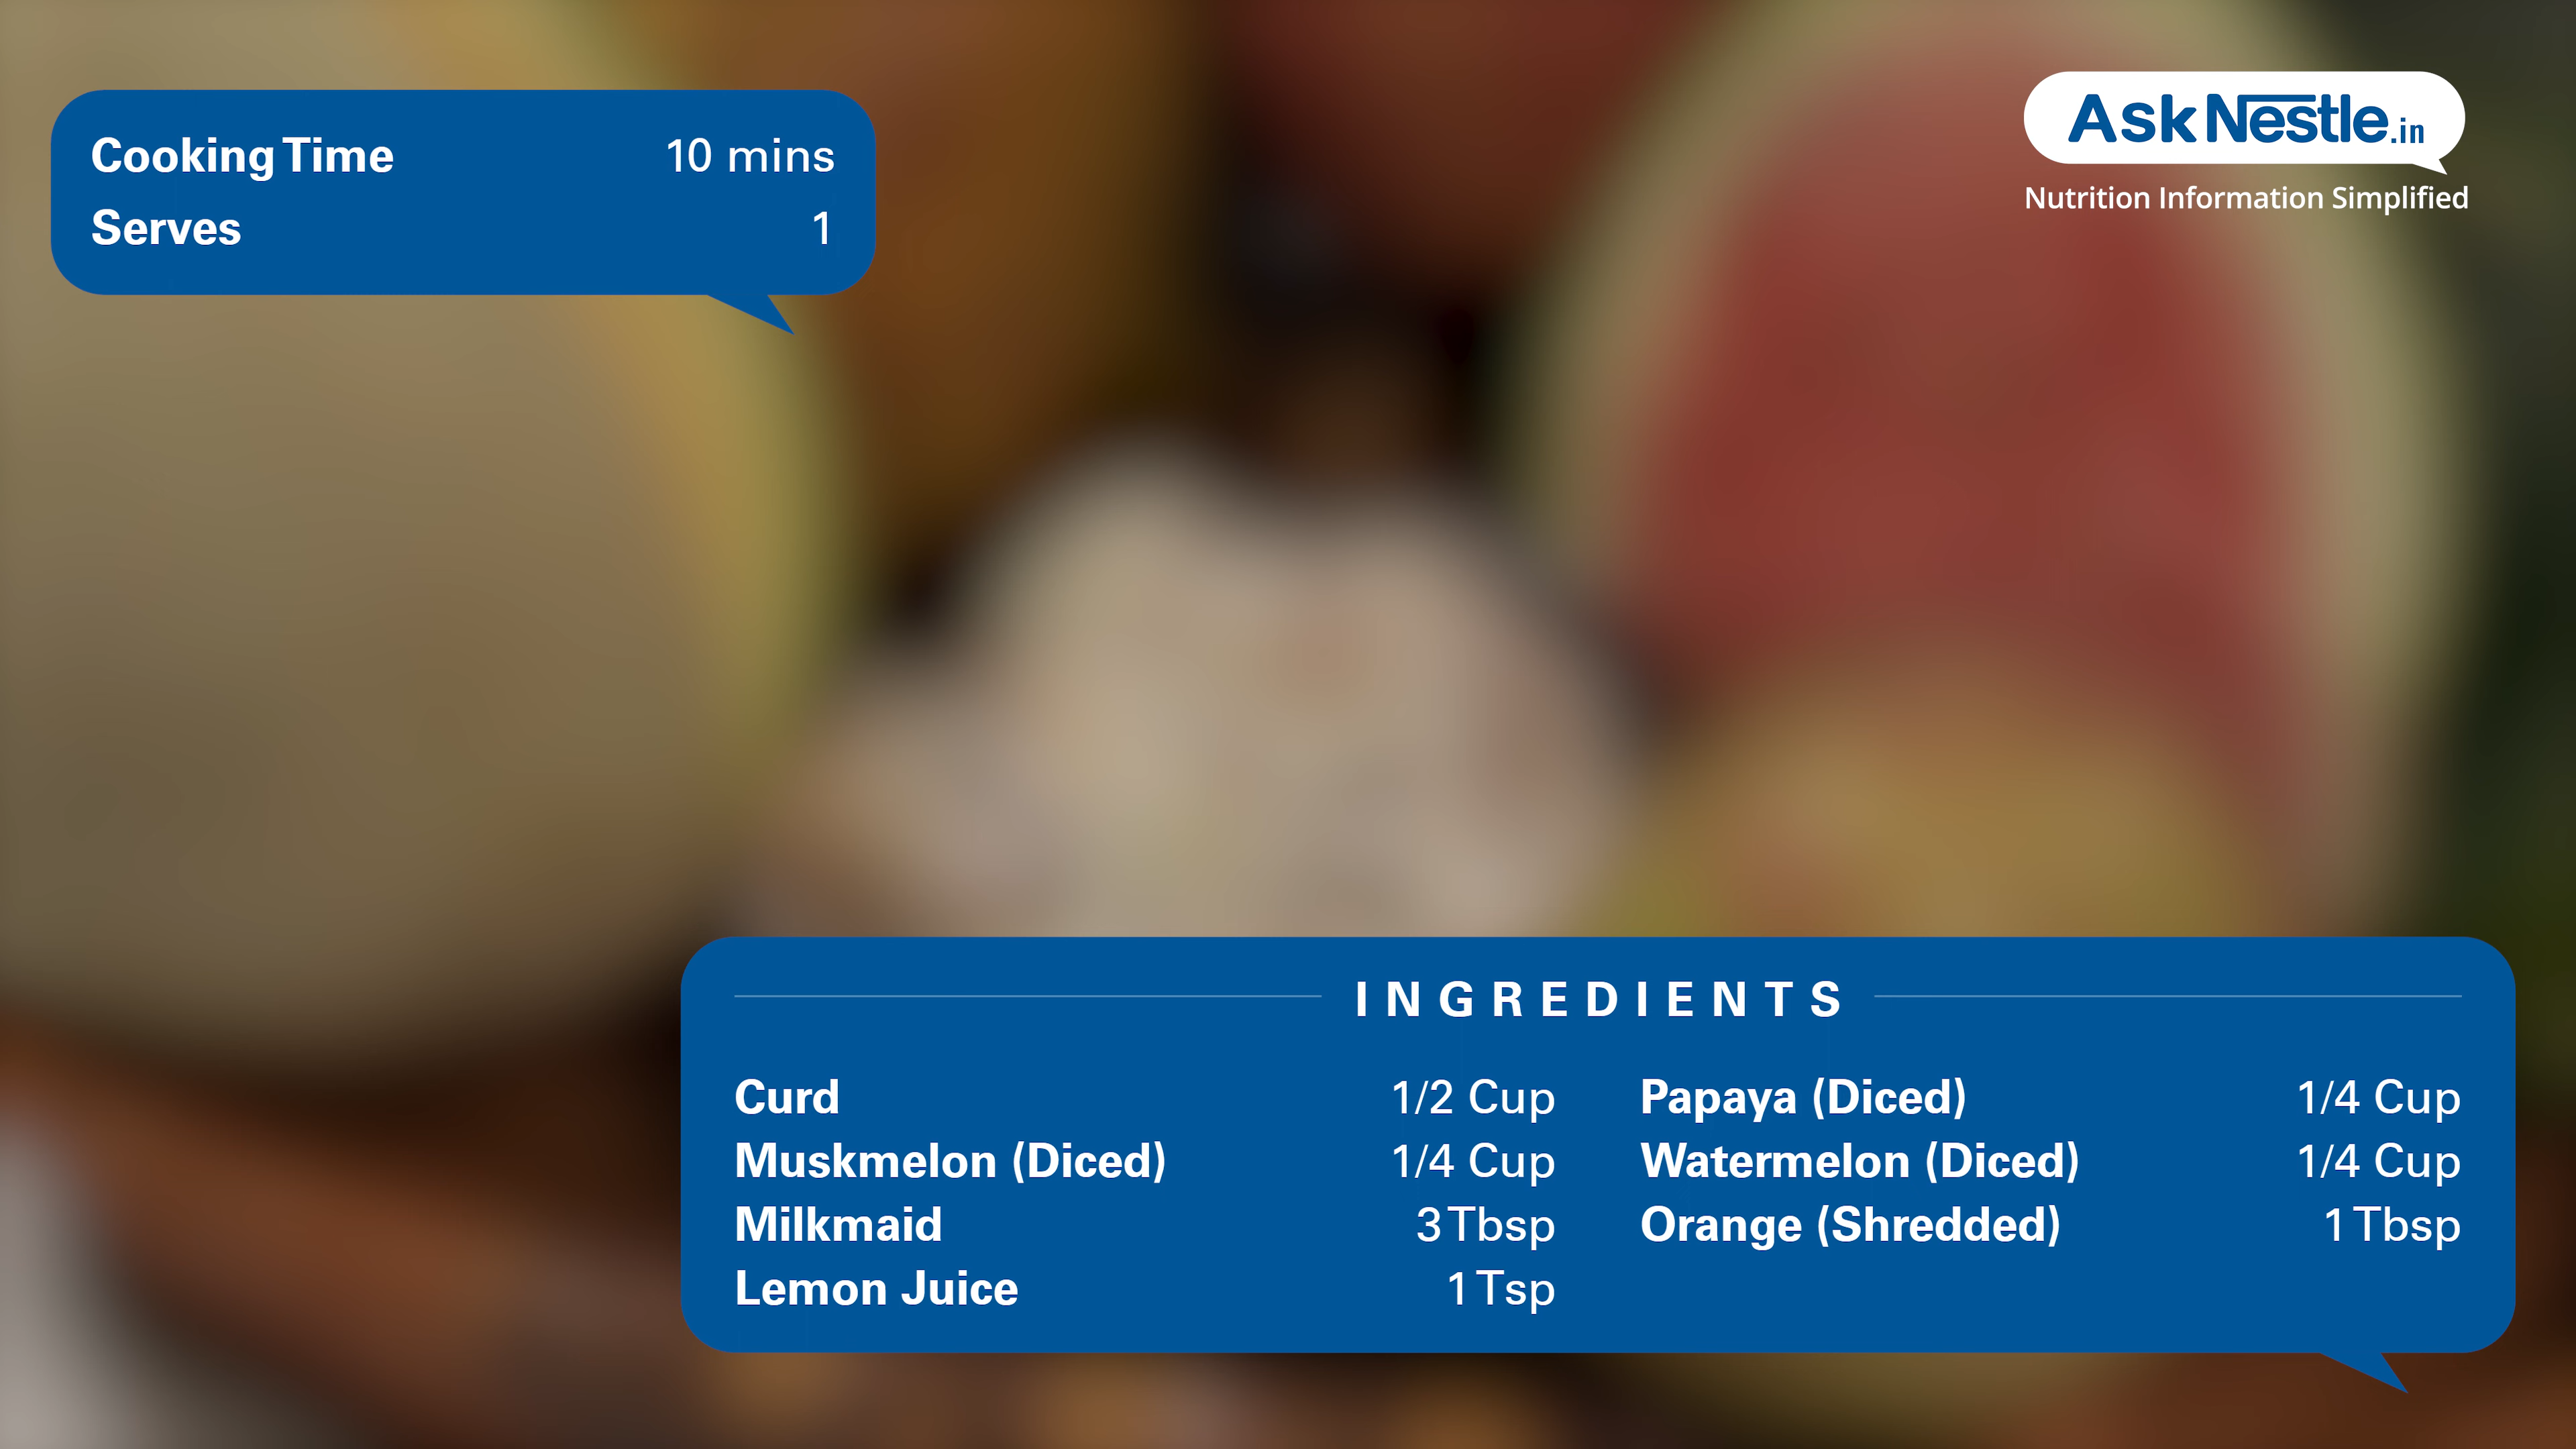 Cooking Time 10 mins
Serves 1
AskNestle.in
Nutrition Information Simplified
INGREDIENTS
Curd 1/2 Cup
Muskmelon (Diced) 1/4 Cup
Milkmaid 3 Tbsp
Lemon Juice 1 Tsp
Papaya (Diced) 1/4 Cup
Watermelon (Diced) 1/4 Cup
Orange (Shredded) 1 Tbsp